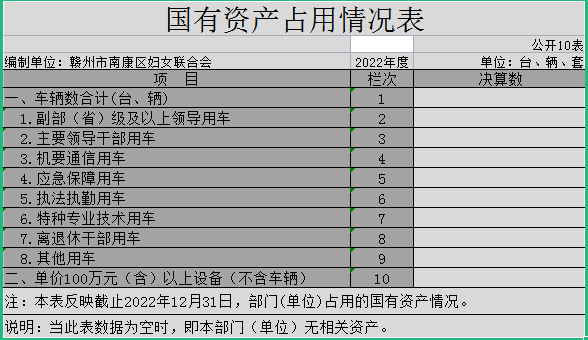 国有资产占用情况表
公开10表
编制单位：赣州市南康区妇女联合会 2022年度 单位：台、辆、套
项 目 栏次 决算数
一、车辆数合计(台、辆) 1
1.副部（省）级及以上领导用车 2
2.主要领导干部用车 3
3.机要通信用车 4
4.应急保障用车 5
5.执法执勤用车 6
6.特种专业技术用车 7
7.离退休干部用车 8
8.其他用车 9
二、单价100万元（含）以上设备（不含车辆） 10
注：本表反映截止2022年12月31日，部门(单位)占用的国有资产情况。
说明：当此表数据为空时，即本部门（单位）无相关资产。